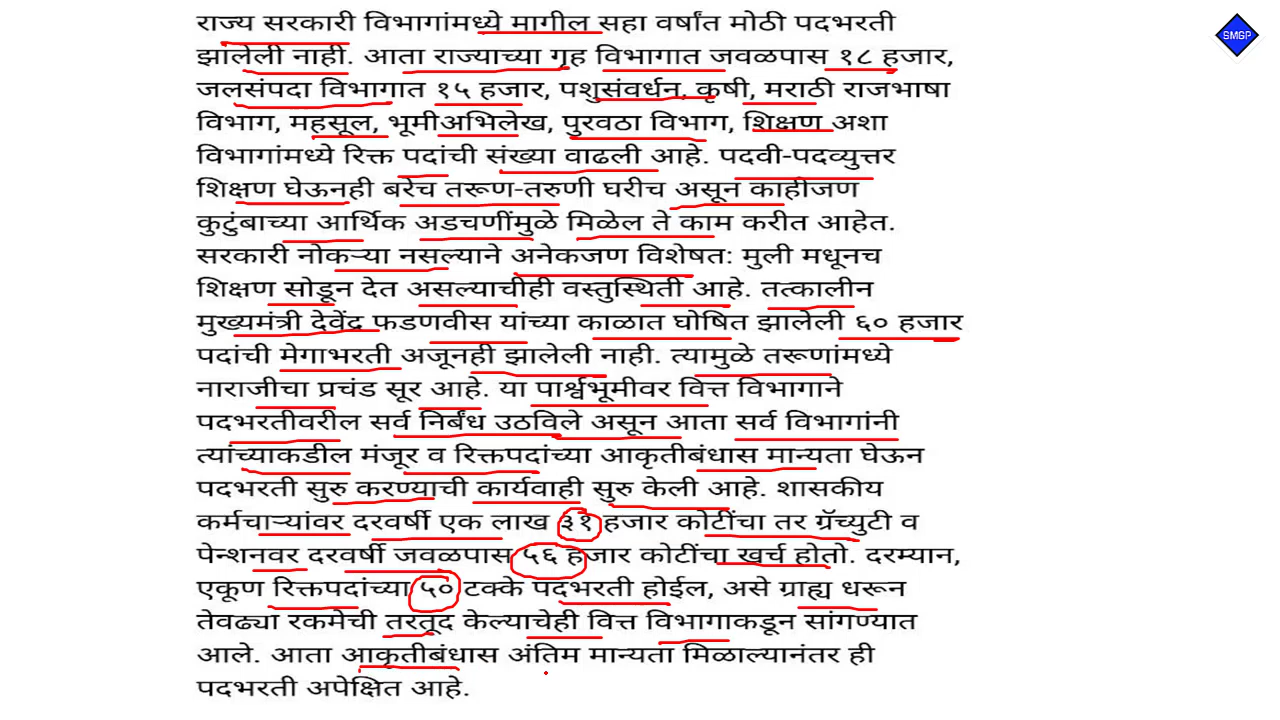 SMGP
राज्य सरकारी विभागांमध्ये मागील सहा वर्षांत मोठी पदभरती
झालेली नाही. आता राज्याच्या गृह विभागात जवळपास १८ हजार,
जलसंपदा विभागात १५ हजार, पशुसंवर्धन, कृषी, मराठी राजभाषा
विभाग, महसूल, भूमीअभिलेख, पुरवठा विभाग, शिक्षण अशा
विभागांमध्ये रिक्त पदांची संख्या वाढली आहे. पदवी-पदव्युत्तर
शिक्षण घेऊनही बरेच तरूण-तरुणी घरीच असून काहीजण
कुटुंबाच्या आर्थिक अडचणींमुळे मिळेल ते काम करीत आहेत.
सरकारी नोकऱ्या नसल्याने अनेकजण विशेषत: मुली मधूनच
शिक्षण सोडून देत असल्याचीही वस्तुस्थिती आहे. तत्कालीन
मुख्यमंत्री देवेंद्र फडणवीस यांच्या काळात घोषित झालेली ६० हजार
पदांची मेगाभरती अजूनही झालेली नाही. त्यामुळे तरूणांमध्ये
नाराजीचा प्रचंड सूर आहे. या पार्श्वभूमीवर वित्त विभागाने
पदभरतीवरील सर्व निर्बंध उठविले असून आता सर्व विभागांनी
त्यांच्याकडील मंजूर व रिक्तपदांच्या आकृतीबंधास मान्यता घेऊन
पदभरती सुरु करण्याची कार्यवाही सुरु केली आहे. शासकीय
कर्मचाऱ्यांवर दरवर्षी एक लाख ३१ हजार कोटींचा तर ग्रॅच्युटी व
पेन्शनवर दरवर्षी जवळपास ५६ हजार कोटींचा खर्च होतो. दरम्यान,
एकूण रिक्तपदांच्या ५० टक्के पदभरती होईल, असे ग्राह्य धरून
तेवढ्या रकमेची तरतूद केल्याचेही वित्त विभागाकडून सांगण्यात
आले. आता आकृतीबंधास अंतिम मान्यता मिळाल्यानंतर ही
पदभरती अपेक्षित आहे.